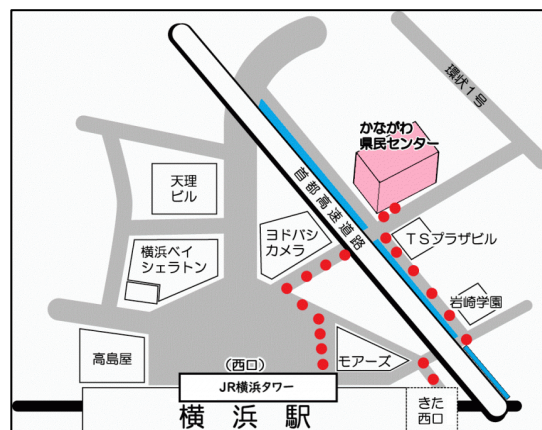 環状1号
かながわ
県民センター
首都高速道路
天理
ビル
ヨドバシ
カメラ
TSプラザビル
横浜ベイ
シェラトン
岩崎学園
高島屋
(西口)
モアーズ
JR横浜タワー
横浜駅
きた
西口